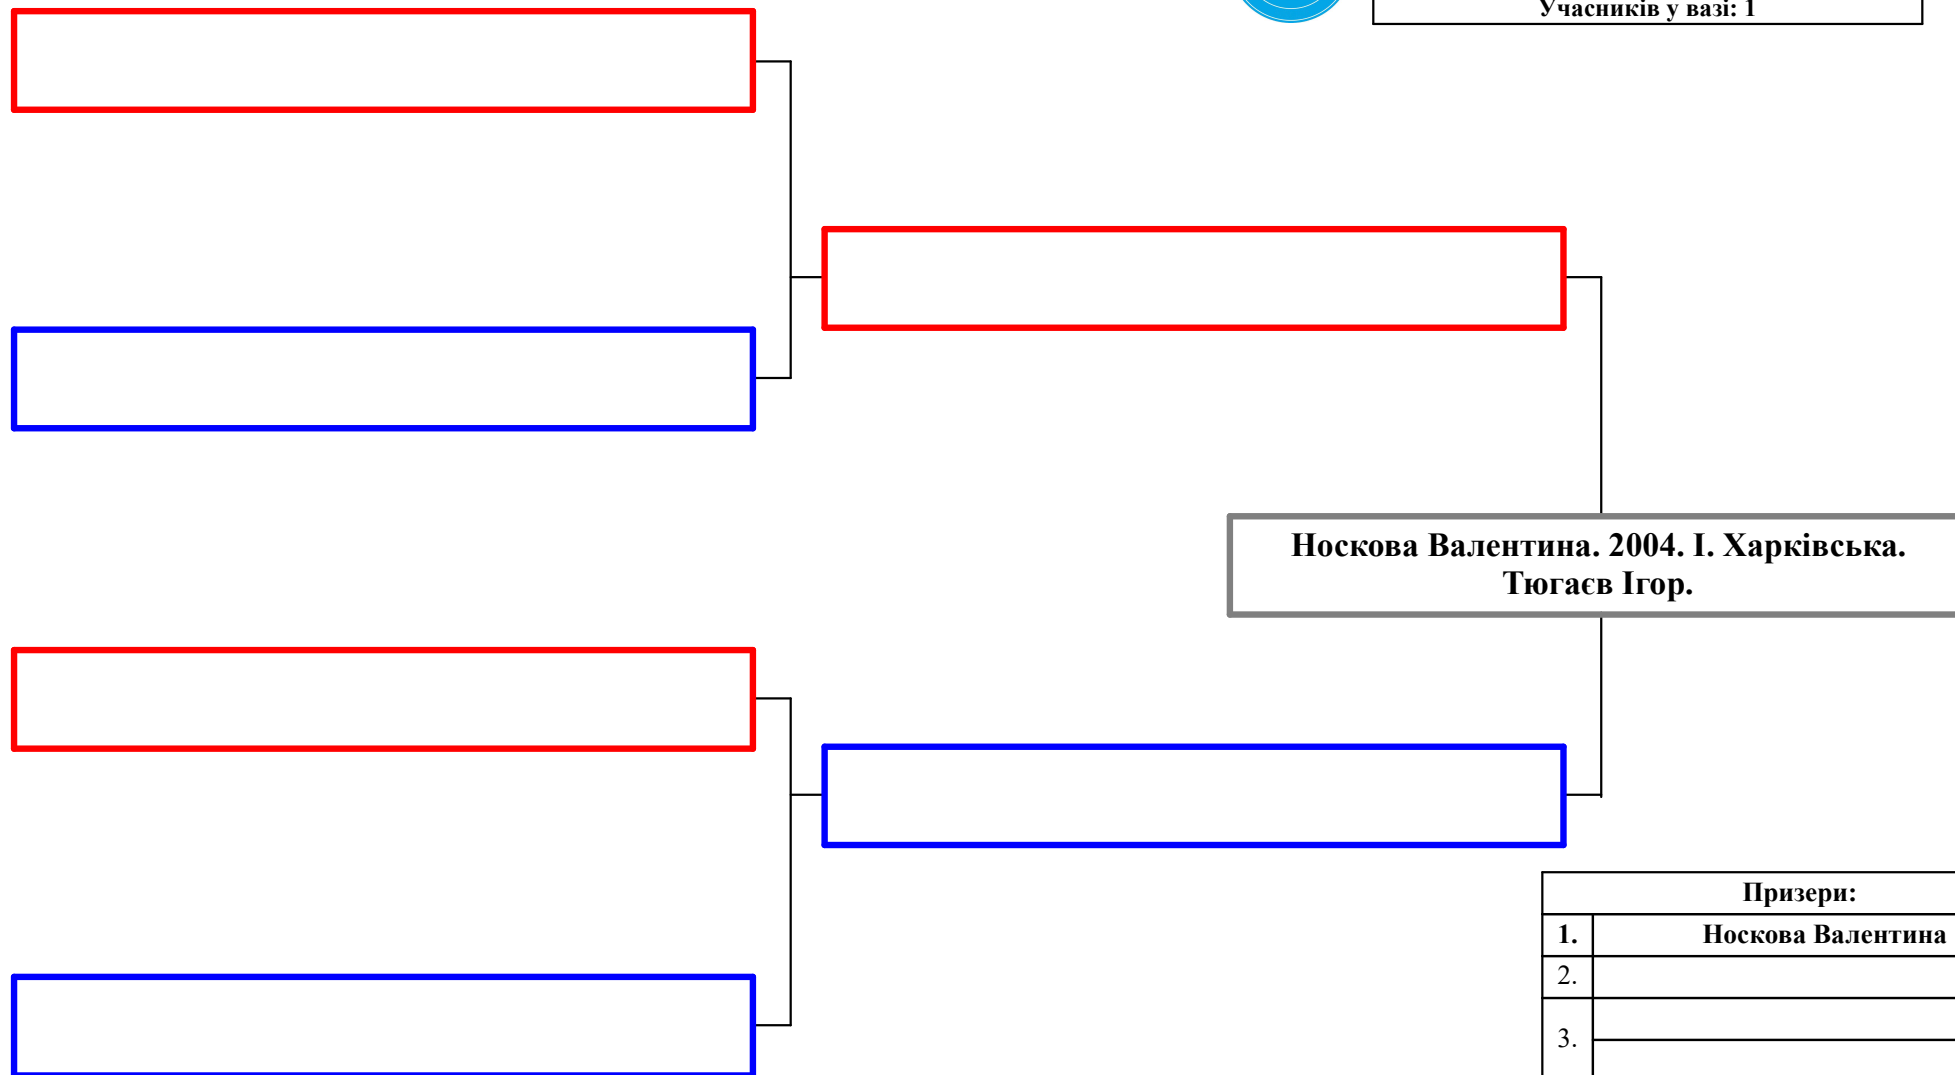 Учасників у вазі: 1
Носкова Валентина. 2004. І. Харківська.
Тюгаєв Ігор.
Призери:
1. Носкова Валентина
2.
3.